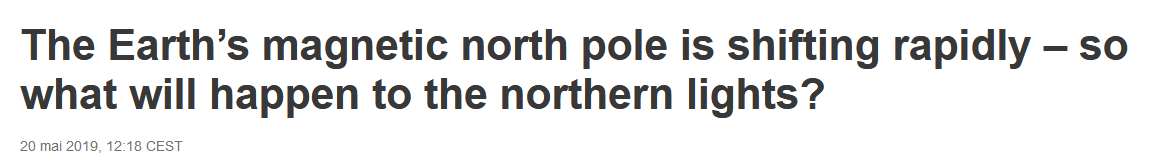 The Earth’s magnetic north pole is shifting rapidly – so
what will happen to the northern lights?
20 mai 2019, 12:18 CEST